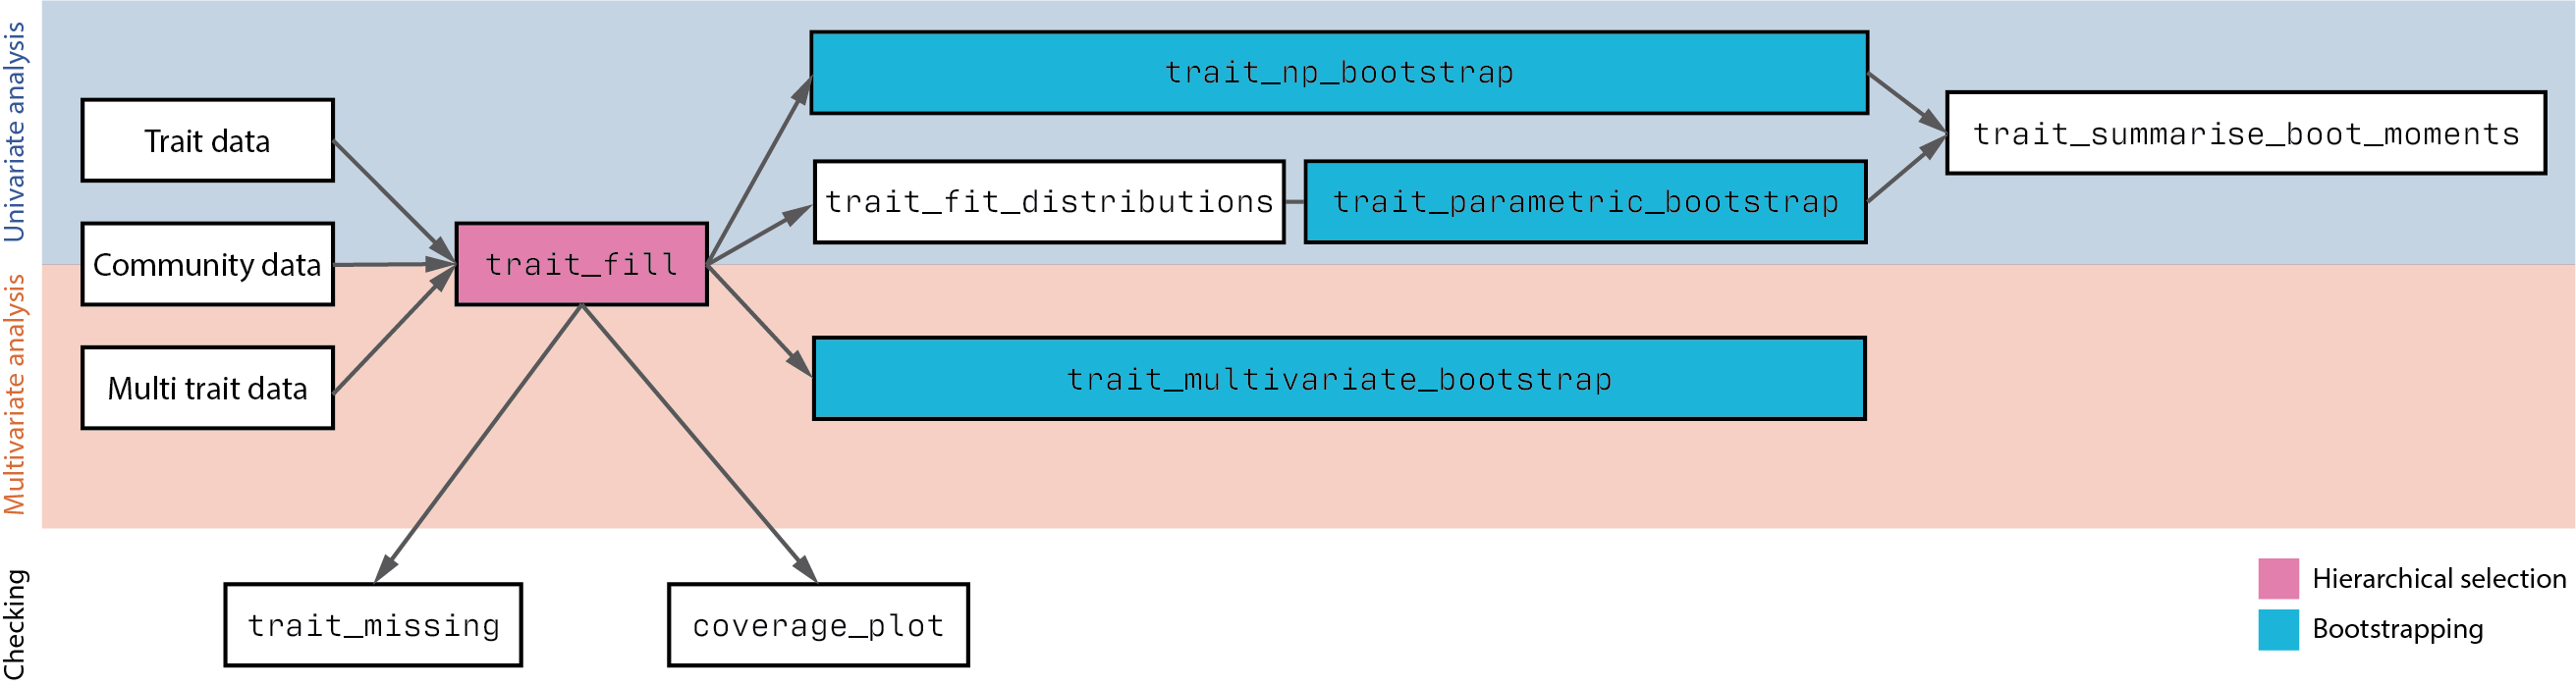 Univariate analysis
Multivariate analysis
Checking
Trait data
Community data
Multi trait data
trait_fill
trait_np_bootstrap
trait_fit_distributions
trait_parametric_bootstrap
trait_summarise_boot_moments
trait_multivariate_bootstrap
trait_missing
coverage_plot
Hierarchical selection
Bootstrapping